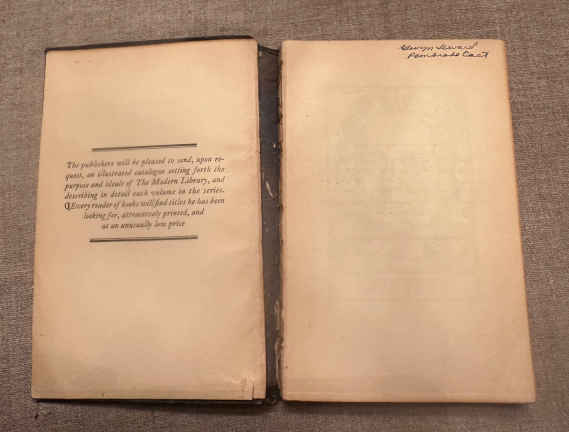 The publishers will be pleased to send, upon re-
quest, an illustrated catalogue setting forth the
purpose and ideals of The Modern Library, and
describing in detail each volume in the series.
¶Every reader of books will find titles he has been
looking for, attractively printed, and
at an unusually low price
Pembroke East